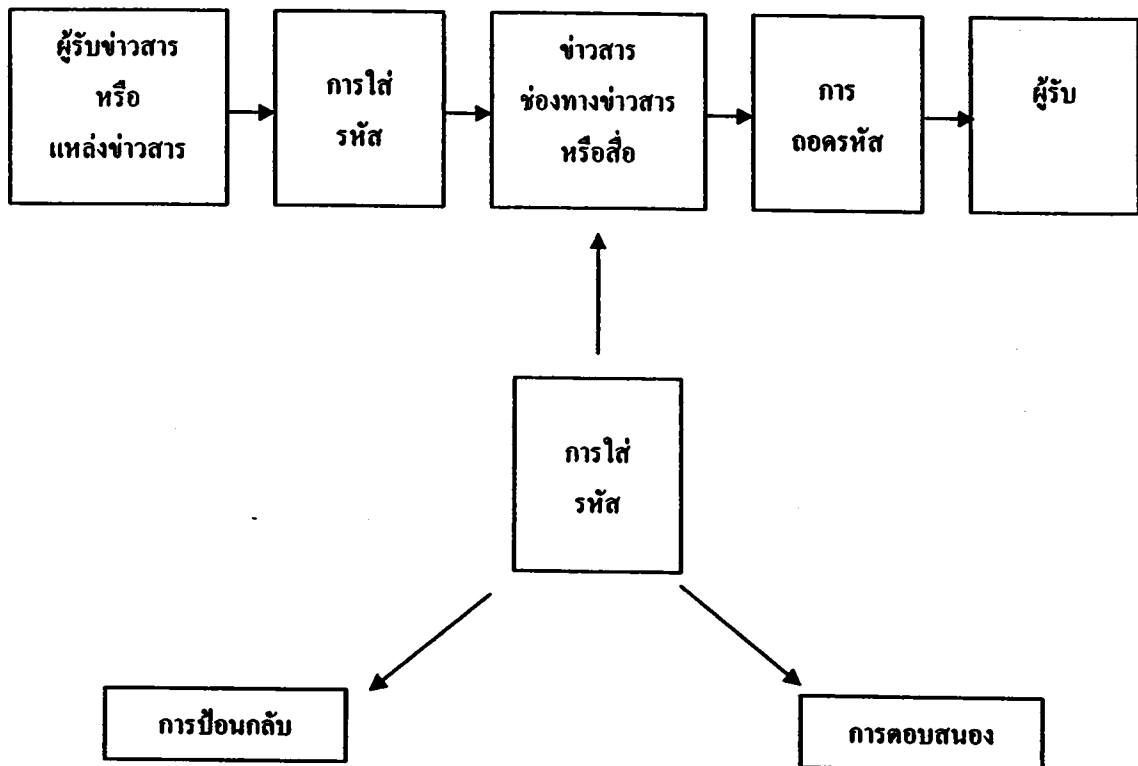 ผู้รับข่าวสาร
หรือ
แหล่งข่าวสาร
การใส่
รหัส
ข่าวสาร
ช่องทางข่าวสาร
หรือสื่อ
การ
ถอดรหัส
ผู้รับ
การใส่
รหัส
การป้อนกลับ
การตอบสนอง